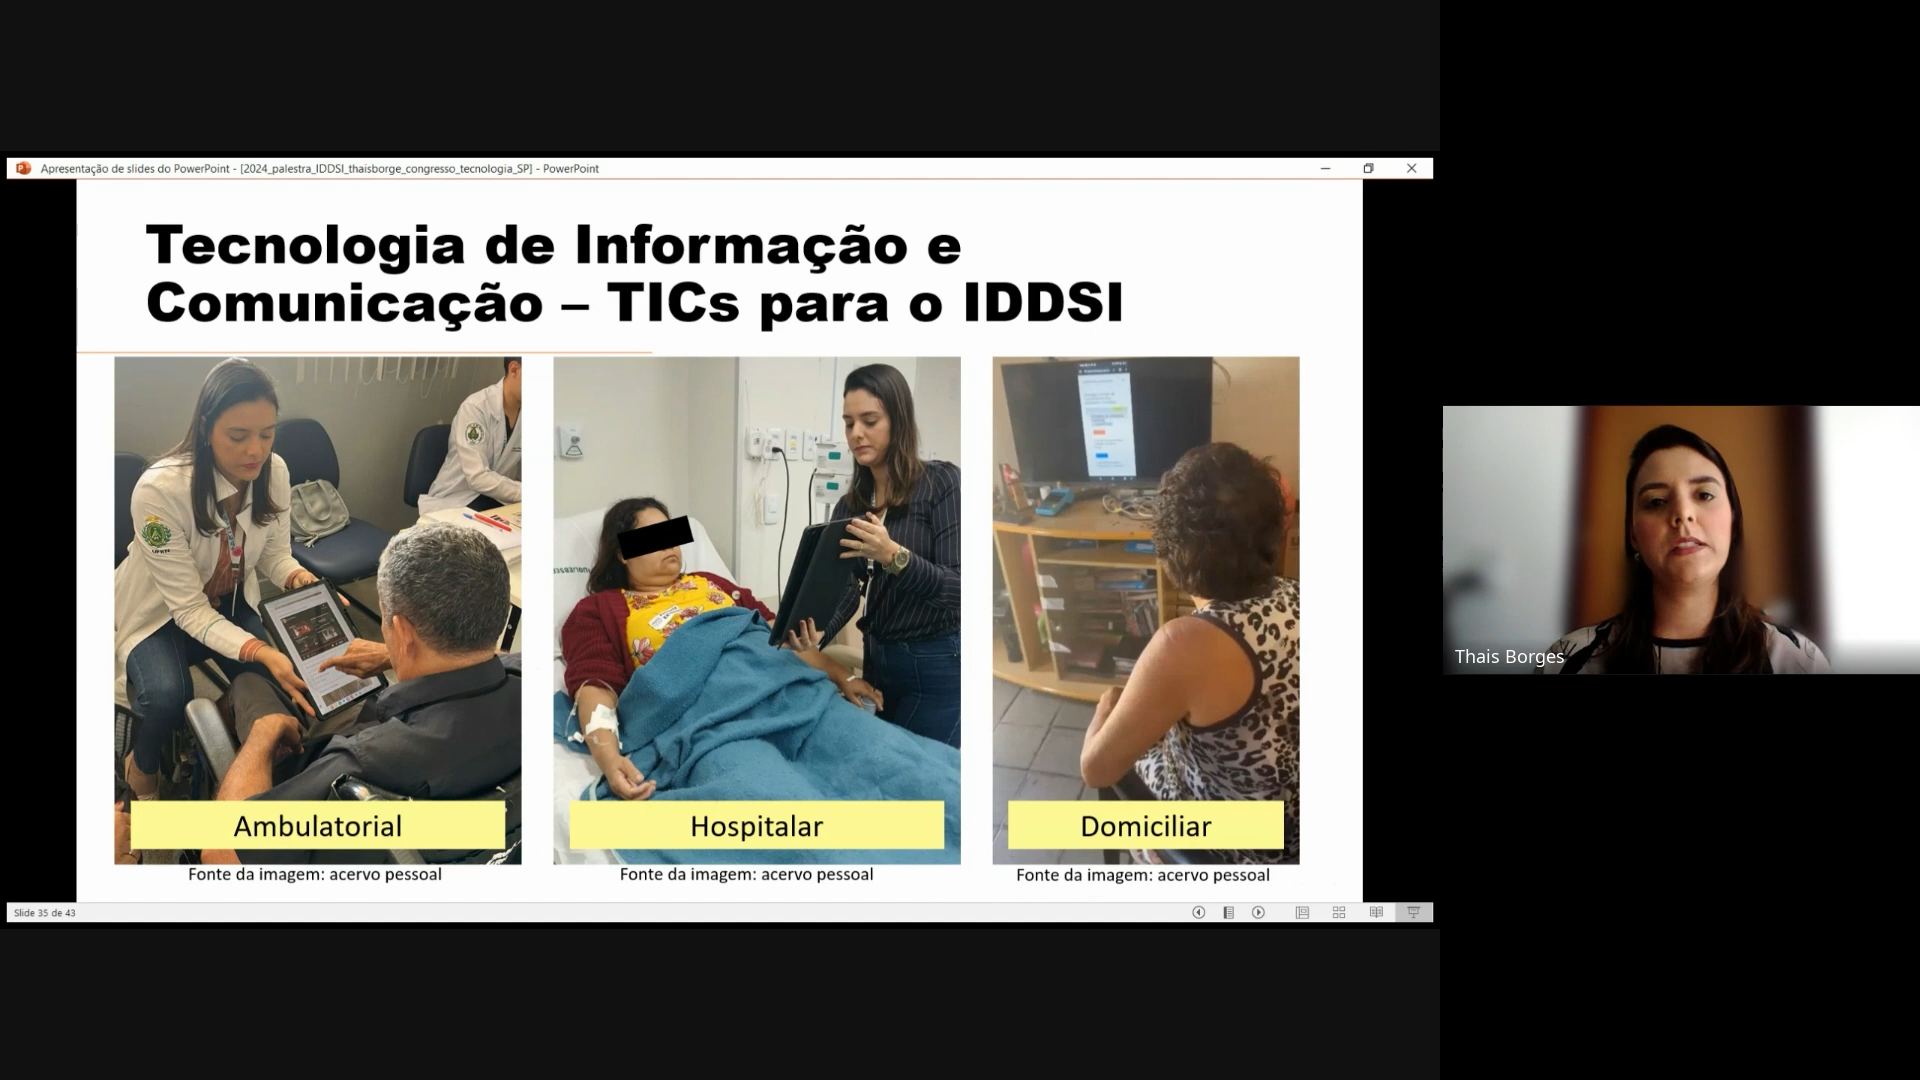 Apresentação de slides do PowerPoint - [2024_palestra_IDDSI_thaisborge_congresso_tecnologia_SP] - PowerPoint
Tecnologia de Informação e
Comunicação – TICs para o IDDSI
Ambulatorial
Hospitalar
Domiciliar
Fonte da imagem: acervo pessoal
Fonte da imagem: acervo pessoal
Fonte da imagem: acervo pessoal
Slide 35 de 43
Thais Borges